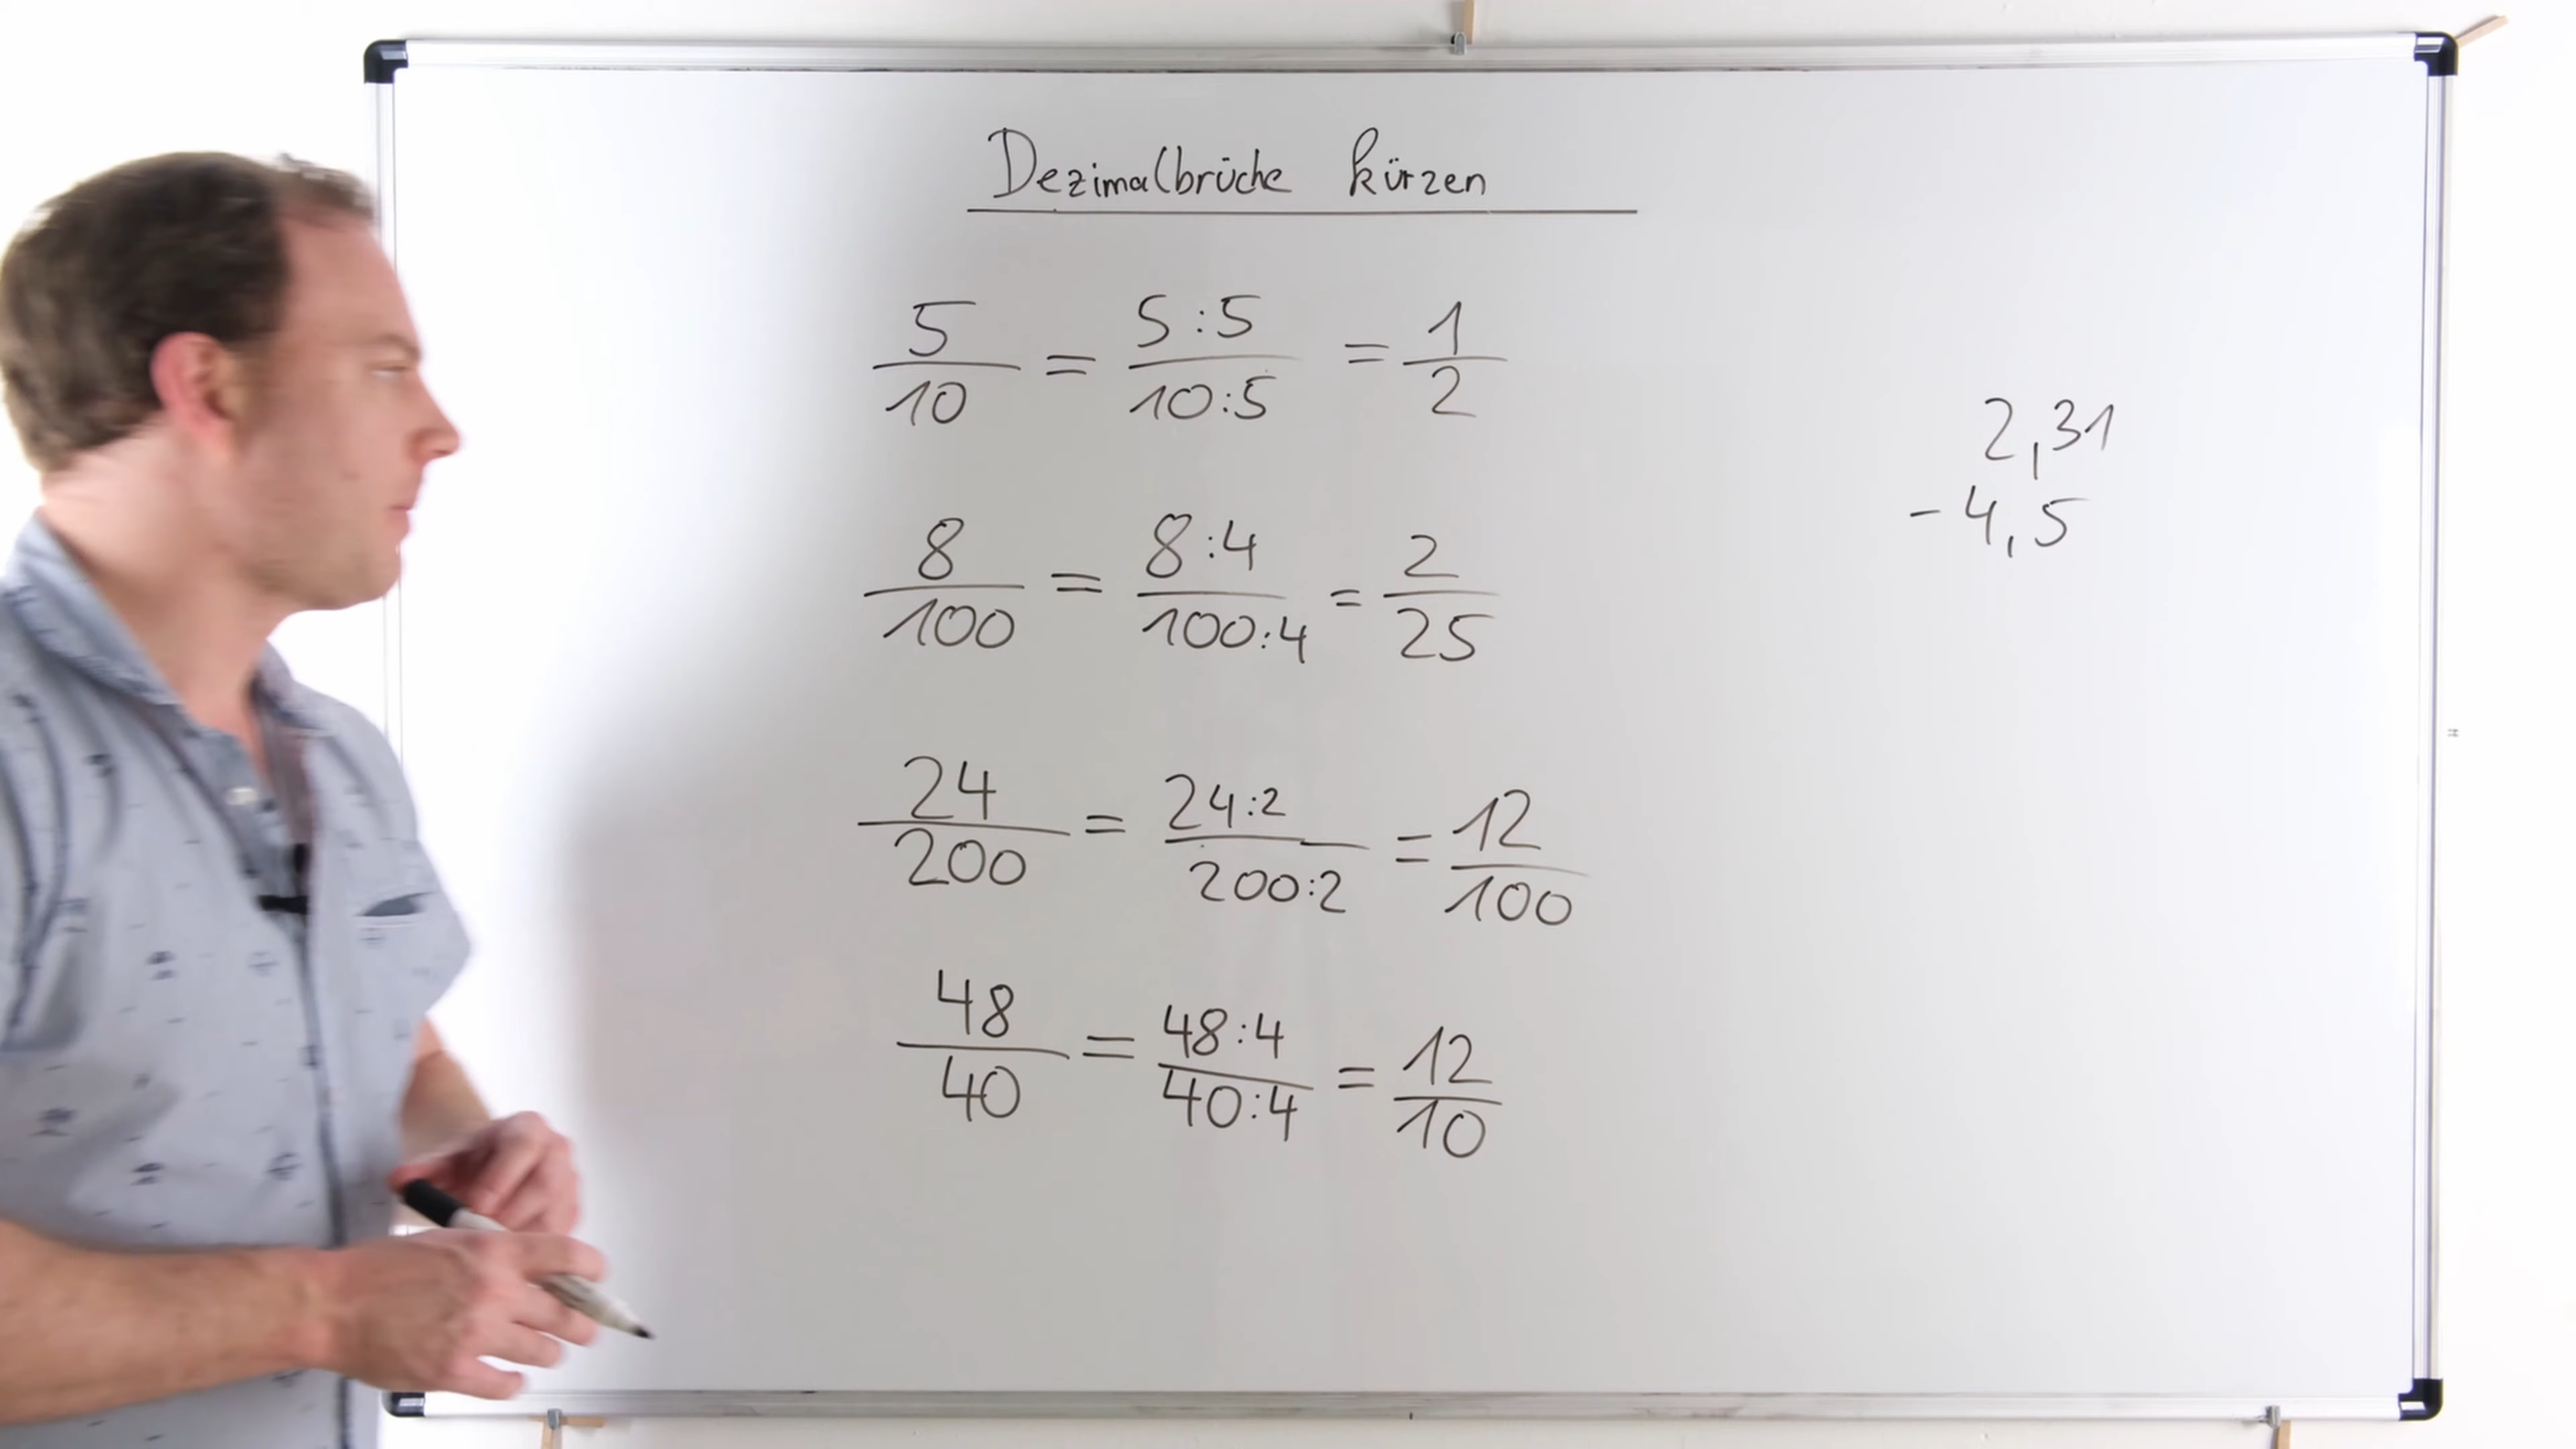 Dezimalbrüche kürzen
5/10 = 5:5/10:5 = 1/2
8/100 = 8:4/100:4 = 2/25
24/200 = 24:2/200:2 = 12/100
48/40 = 48:4/40:4 = 12/10
2,31
-4,5